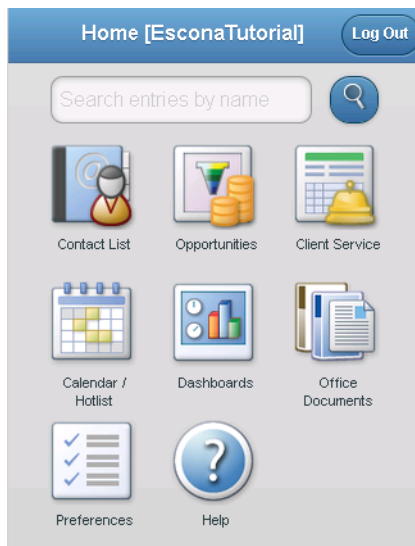 Home [EsconaTutorial]
Log Out
Search entries by name
Contact List
Opportunities
Client Service
Calendar /
Hotlist
Dashboards
Office
Documents
Preferences
Help